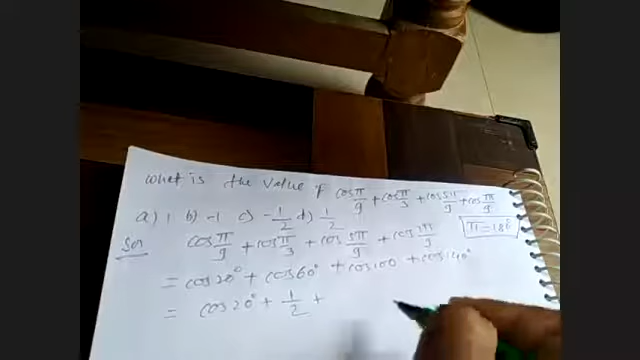 what is the value of cos π/9 + cos π/3 + cos 5π/9 + cos π/9
a) 1 b) -1 c) -1/2 d) 1/2
Sol cos π/9 + cos π/3 + cos 5π/9 + cos 7π/9 π = 180°
= cos 20° + cos 60° + cos 100 + cos 140°
= cos 20° + 1/2 +